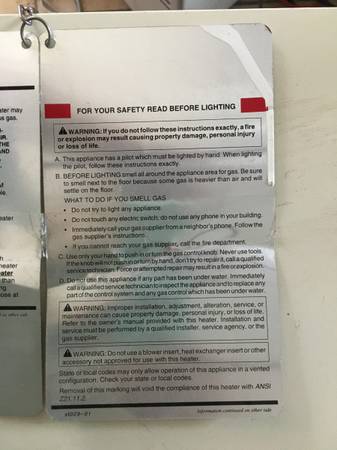 ater may
us gas.
THE
AND
ble.
eater
heater
eater
than
ng
ose at
n other side
FOR YOUR SAFETY READ BEFORE LIGHTING
WARNING: If you do not follow these instructions exactly, a fire
or explosion may result causing property damage, personal injury
or loss of life.
A. This appliance has a pilot which must be lighted by hand. When lighting
the pilot, follow these instructions exactly.
B. BEFORE LIGHTING smell all around the appliance area for gas. Be sure
to smell next to the floor because some gas is heavier than air and will
settle on the floor.
WHAT TO DO IF YOU SMELL GAS
• Do not try to light any appliance.
• Do not touch any electric switch; do not use any phone in your building.
• Immediately call your gas supplier from a neighbor's phone. Follow the
gas supplier's instructions.
• If you cannot reach your gas supplier, call the fire department.
C. Use only your hand to push in or turn the gas control knob. Never use tools.
If the knob will not push in or turn by hand, don't try to repair it, call a qualified
service technician. Force or attempted repair may result in a fire or explosion.
D. Do not use this appliance if any part has been under water. Immediately
call a qualified service technician to inspect the appliance and to replace any
part of the control system and any gas control which has been under water.
WARNING: Improper installation, adjustment, alteration, service, or
maintenance can cause property damage, personal injury, or loss of life.
Refer to the owner's manual provided with this heater. Installation and
service must be performed by a qualified installer, service agency, or the
gas supplier.
WARNING: Do not use a blower insert, heat exchanger insert or other
accessory not approved for use with this heater.
State or local codes may only allow operation of this appliance in a vented
configuration. Check your state or local codes.
Removal of this marking will void the compliance of this heater with ANSI
Z21.11.2.
Information continued on other side